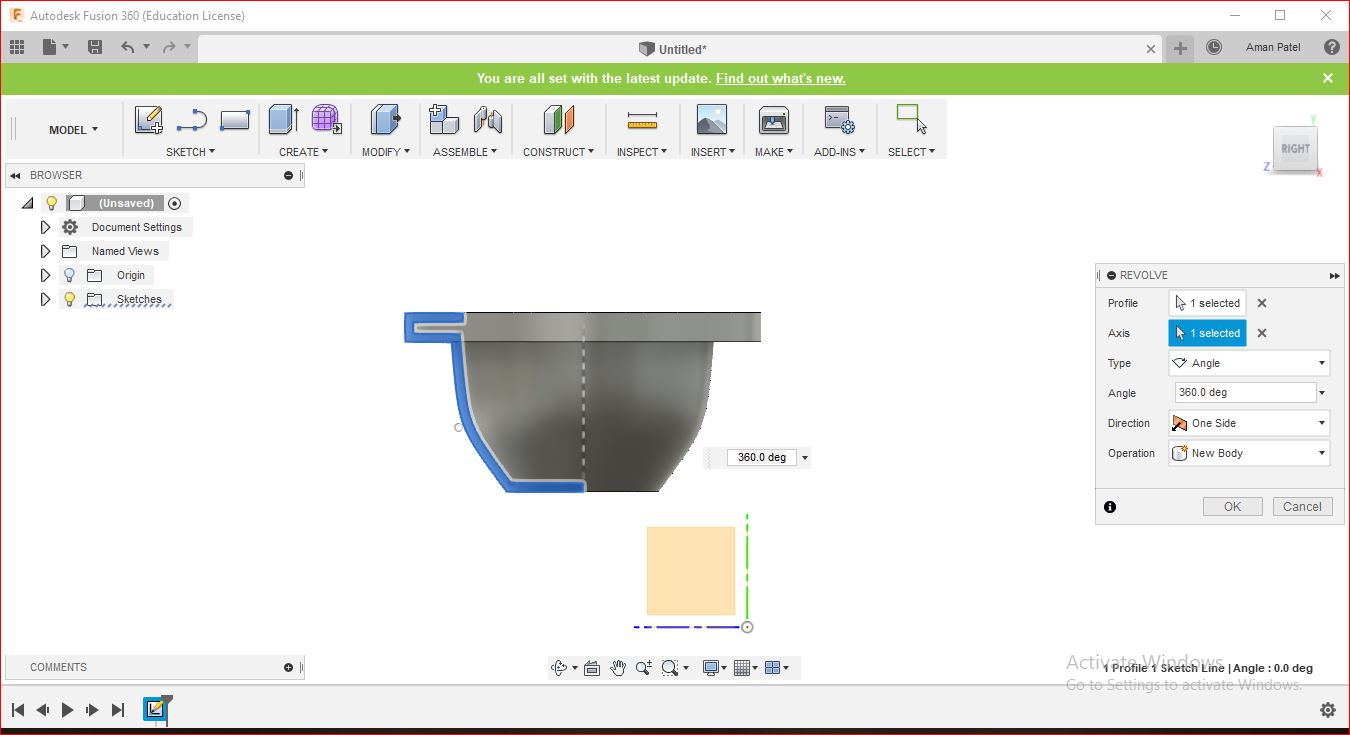 Autodesk Fusion 360 (Education License)
Untitled*
Aman Patel
You are all set with the latest update. Find out what's new.
MODEL
SKETCH
CREATE
MODIFY
ASSEMBLE
CONSTRUCT
INSPECT
INSERT
MAKE
ADD-INS
SELECT
Y
RIGHT
Z
X
BROWSER
(Unsaved)
Document Settings
Named Views
Origin
Sketches
REVOLVE
Profile 1 selected
Axis 1 selected
Type Angle
Angle 360.0 deg
Direction One Side
Operation New Body
OK Cancel
360.0 deg
COMMENTS
Activate Windows
1 Profile 1 Sketch Line | Angle : 0.0 deg
Go to Settings to activate Windows.